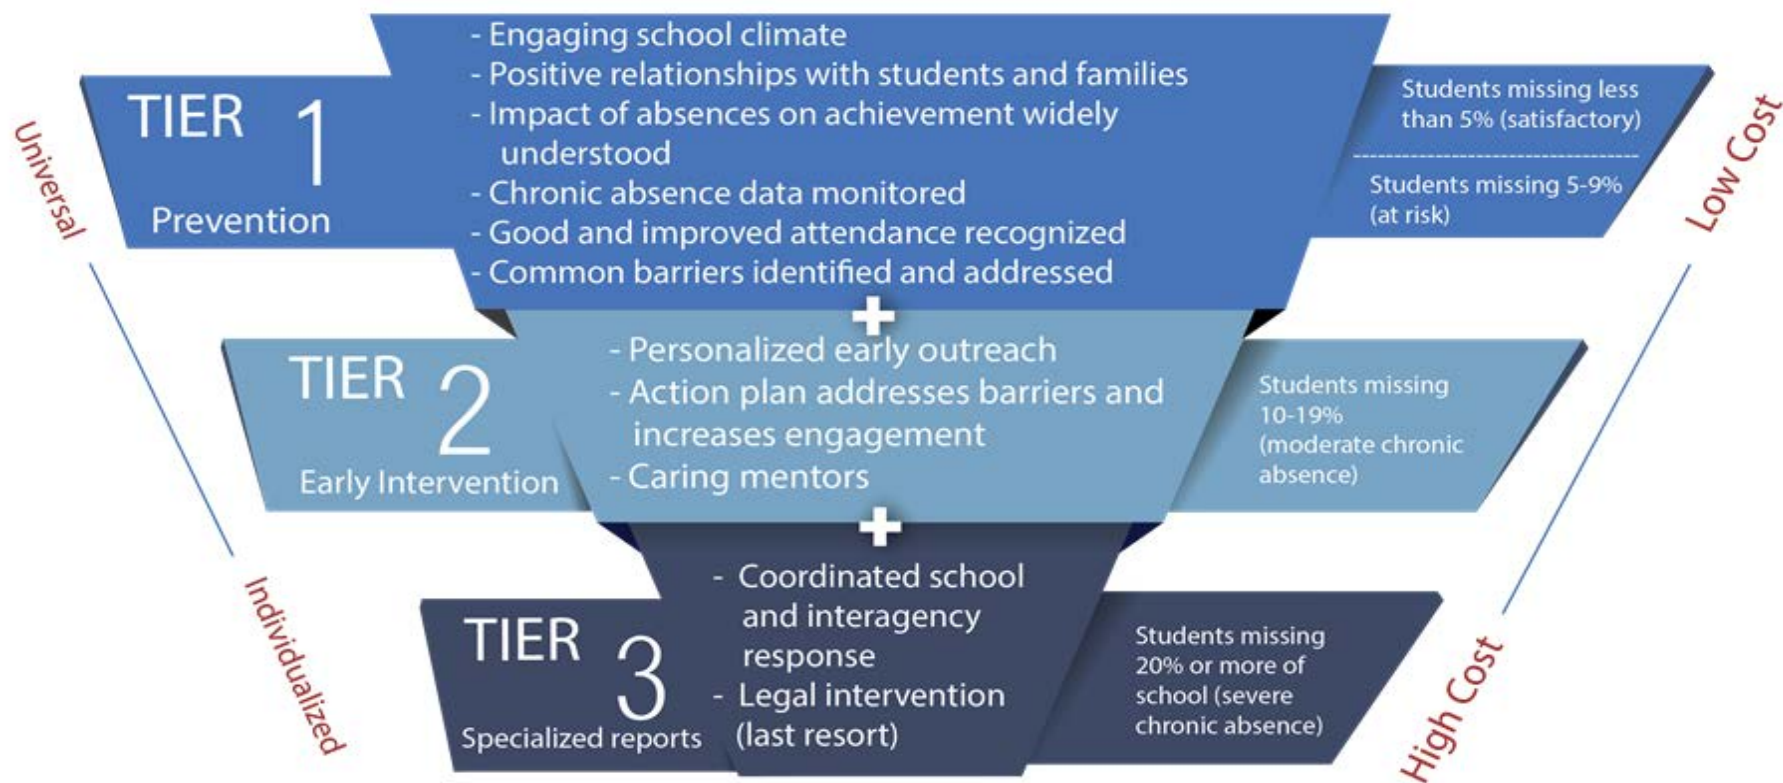 Universal
Individualized
TIER 1
Prevention
- Engaging school climate
- Positive relationships with students and families
- Impact of absences on achievement widely
understood
- Chronic absence data monitored
- Good and improved attendance recognized
- Common barriers identified and addressed
Students missing less
than 5% (satisfactory)
Students missing 5-9%
(at risk)
+
TIER 2
Early Intervention
- Personalized early outreach
- Action plan addresses barriers and
increases engagement
- Caring mentors
Students missing
10-19%
(moderate chronic
absence)
+
TIER 3
Specialized reports
- Coordinated school
and interagency
response
- Legal intervention
(last resort)
Students missing
20% or more of
school (severe
chronic absence)
Low Cost
High Cost